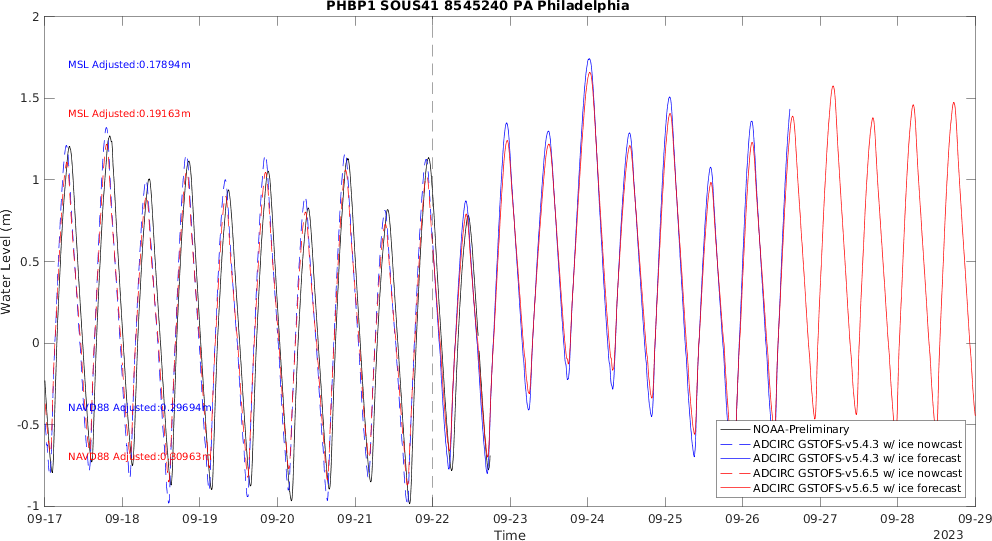 PHBP1 SOUS41 8545240 PA Philadelphia
2
1.5
1
0.5
0
-0.5
-1
Water Level (m)
MSL Adjusted:0.17894m
MSL Adjusted:0.19163m
NAVD88 Adjusted:0.29694m
NAVD88 Adjusted:0.30963m
NOAA-Preliminary
ADCIRC GSTOFS-v5.4.3 w/ ice nowcast
ADCIRC GSTOFS-v5.4.3 w/ ice forecast
ADCIRC GSTOFS-v5.6.5 w/ ice nowcast
ADCIRC GSTOFS-v5.6.5 w/ ice forecast
09-17 09-18 09-19 09-20 09-21 09-22 09-23 09-24 09-25 09-26 09-27 09-28 09-29
Time
2023